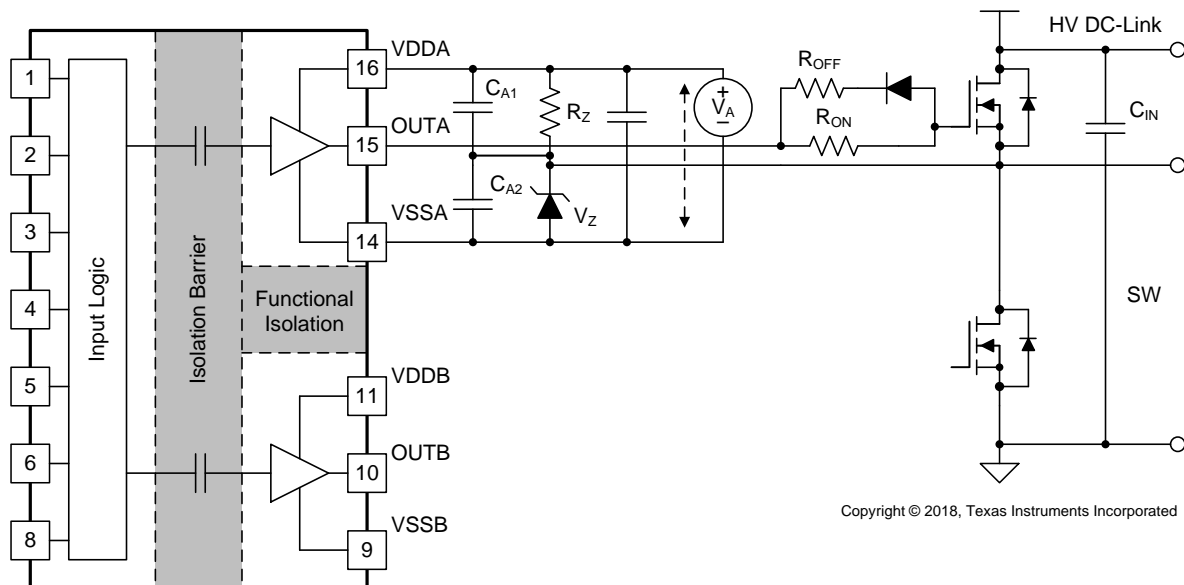 1
2
3
4
5
6
8
Input Logic
Isolation Barrier
Functional
Isolation
16
15
14
11
10
9
VDDA
OUTA
VSSA
VDDB
OUTB
VSSB
CA1
CA2
RZ
VZ
+
VA
−
ROFF
RON
HV DC-Link
CIN
SW
Copyright © 2018, Texas Instruments Incorporated